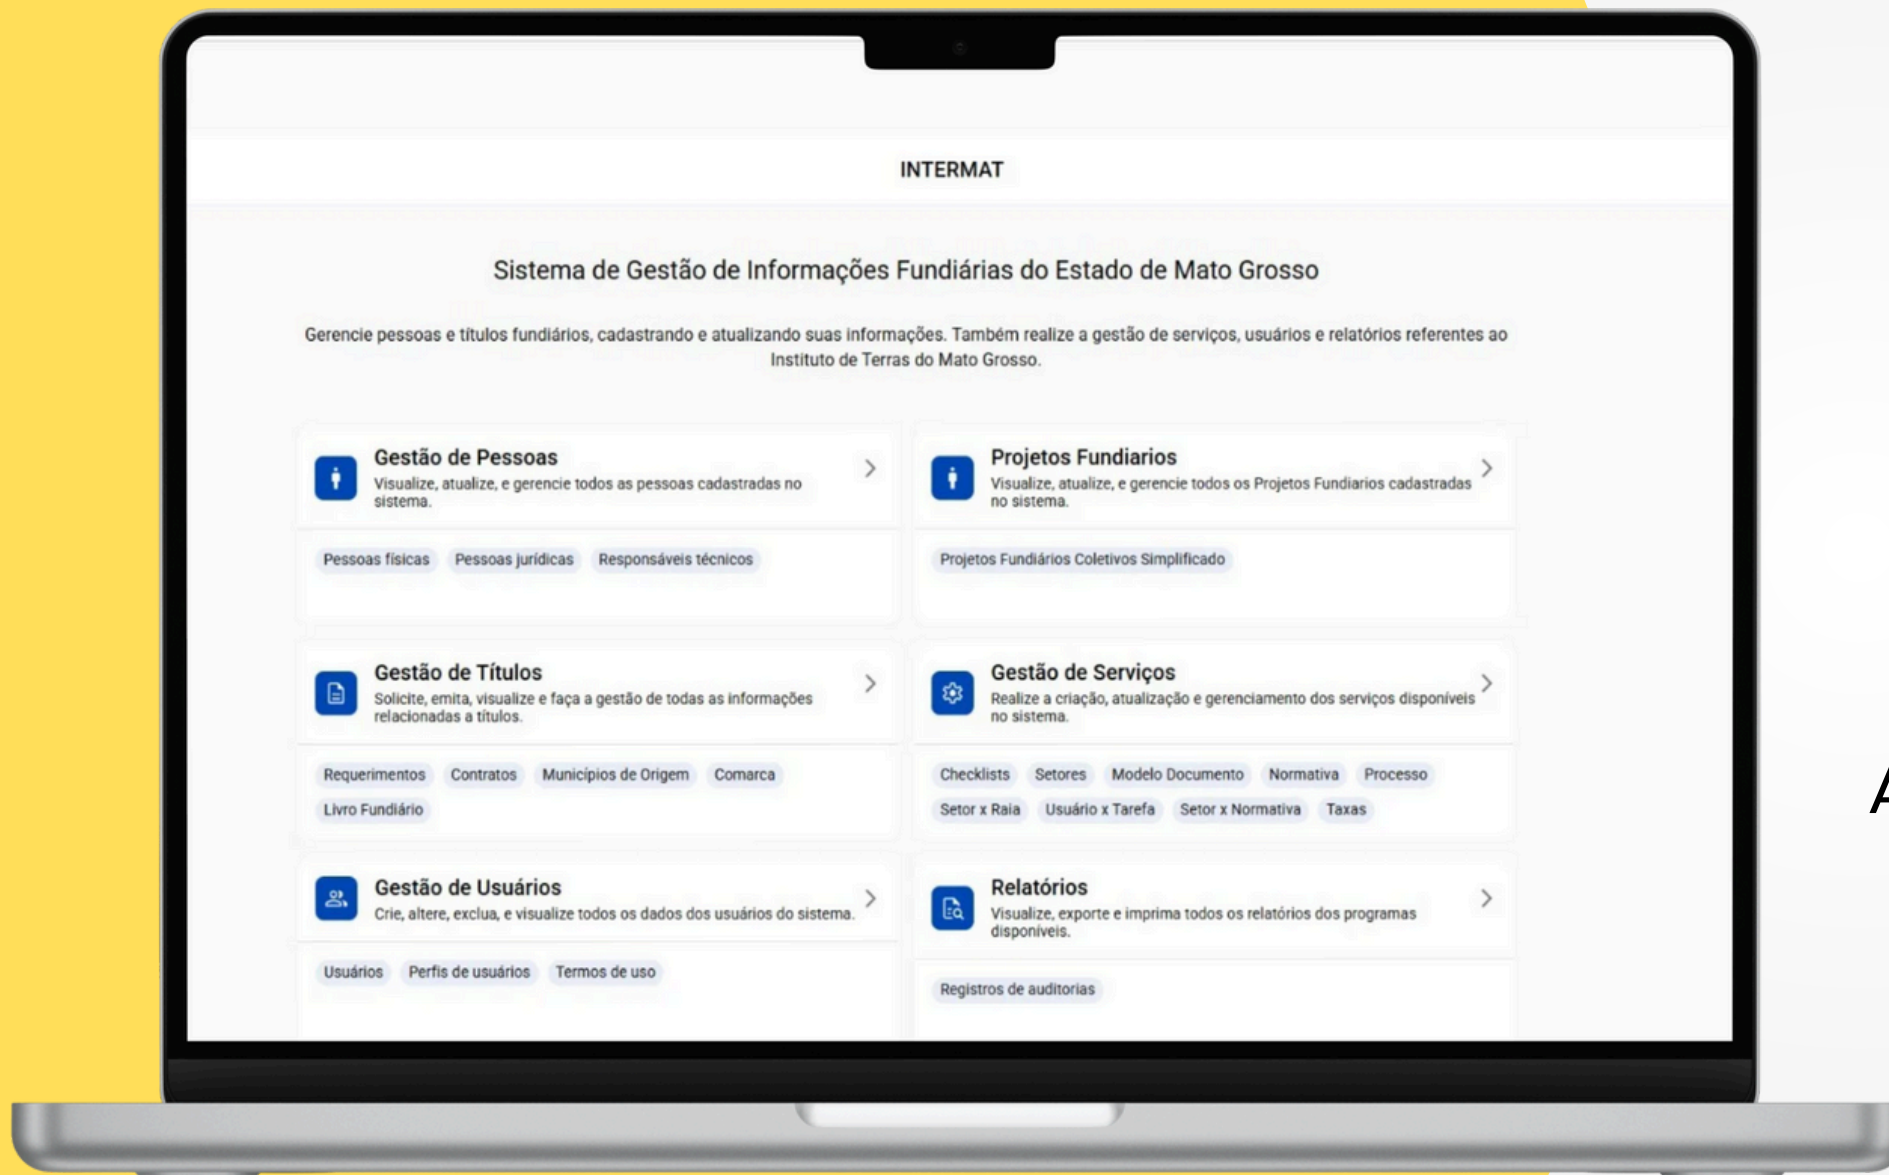 INTERMAT
Sistema de Gestão de Informações Fundiárias do Estado de Mato Grosso
Gerencie pessoas e títulos fundiários, cadastrando e atualizando suas informações. Também realize a gestão de serviços, usuários e relatórios referentes ao
Instituto de Terras do Mato Grosso.
Gestão de Pessoas
Visualize, atualize, e gerencie todos as pessoas cadastradas no
sistema.
Pessoas físicas Pessoas jurídicas Responsáveis técnicos
Projetos Fundiarios
Visualize, atualize, e gerencie todos os Projetos Fundiarios cadastradas
no sistema.
Projetos Fundiários Coletivos Simplificado
Gestão de Títulos
Solicite, emita, visualize e faça a gestão de todas as informações
relacionadas a títulos.
Requerimentos Contratos Municípios de Origem Comarca
Livro Fundiário
Gestão de Serviços
Realize a criação, atualização e gerenciamento dos serviços disponíveis
no sistema.
Checklists Setores Modelo Documento Normativa Processo
Setor x Raia Usuário x Tarefa Setor x Normativa Taxas
Gestão de Usuários
Crie, altere, exclua, e visualize todos os dados dos usuários do sistema.
Usuários Perfis de usuários Termos de uso
Relatórios
Visualize, exporte e imprima todos os relatórios dos programas
disponíveis.
Registros de auditorias